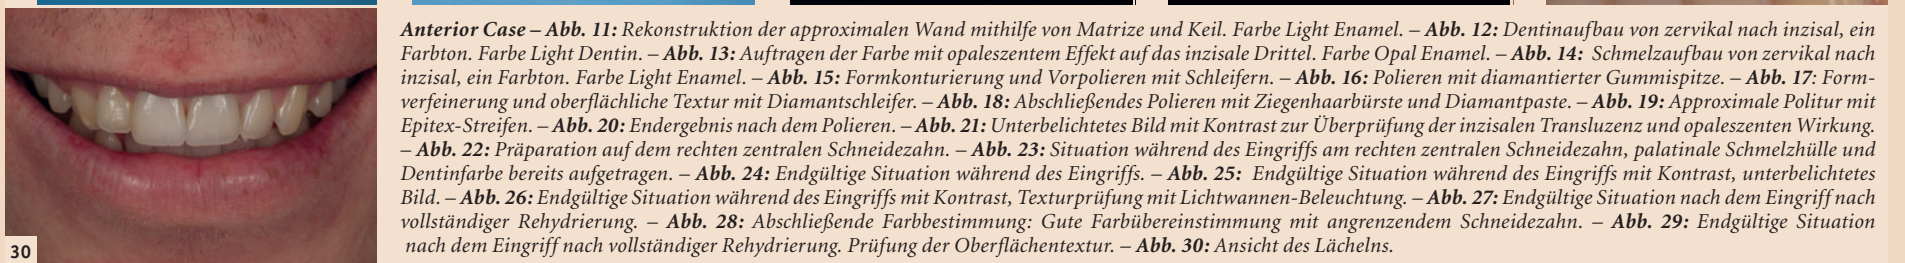 Anterior Case – Abb. 11: Rekonstruktion der approximalen Wand mithilfe von Matrize und Keil. Farbe Light Enamel. – Abb. 12: Dentinaufbau von zervikal nach inzisal, ein
Farbton. Farbe Light Dentin. – Abb. 13: Auftragen der Farbe mit opaleszentem Effekt auf das inzisale Drittel. Farbe Opal Enamel. – Abb. 14: Schmelzaufbau von zervikal nach
inzisal, ein Farbton. Farbe Light Enamel. – Abb. 15: Formkonturierung und Vorpolieren mit Schleifern. – Abb. 16: Polieren mit diamantierter Gummispitze. – Abb. 17: Form-
verfeinerung und oberflächliche Textur mit Diamantschleifer. – Abb. 18: Abschließendes Polieren mit Ziegenhaarbürste und Diamantpaste. – Abb. 19: Approximale Politur mit
Epitex-Streifen. – Abb. 20: Endergebnis nach dem Polieren. – Abb. 21: Unterbelichtetes Bild mit Kontrast zur Überprüfung der inzisalen Transluzenz und opaleszenten Wirkung.
– Abb. 22: Präparation auf dem rechten zentralen Schneidezahn. – Abb. 23: Situation während des Eingriffs am rechten zentralen Schneidezahn, palatinale Schmelzhülle und
Dentinfarbe bereits aufgetragen. – Abb. 24: Endgültige Situation während des Eingriffs. – Abb. 25: Endgültige Situation während des Eingriffs mit Kontrast, unterbelichtetes
Bild. – Abb. 26: Endgültige Situation während des Eingriffs mit Kontrast, Texturprüfung mit Lichtwannen-Beleuchtung. – Abb. 27: Endgültige Situation nach dem Eingriff nach
vollständiger Rehydrierung. – Abb. 28: Abschließende Farbbestimmung: Gute Farbübereinstimmung mit angrenzendem Schneidezahn. – Abb. 29: Endgültige Situation
nach dem Eingriff nach vollständiger Rehydrierung. Prüfung der Oberflächentextur. – Abb. 30: Ansicht des Lächelns.
30